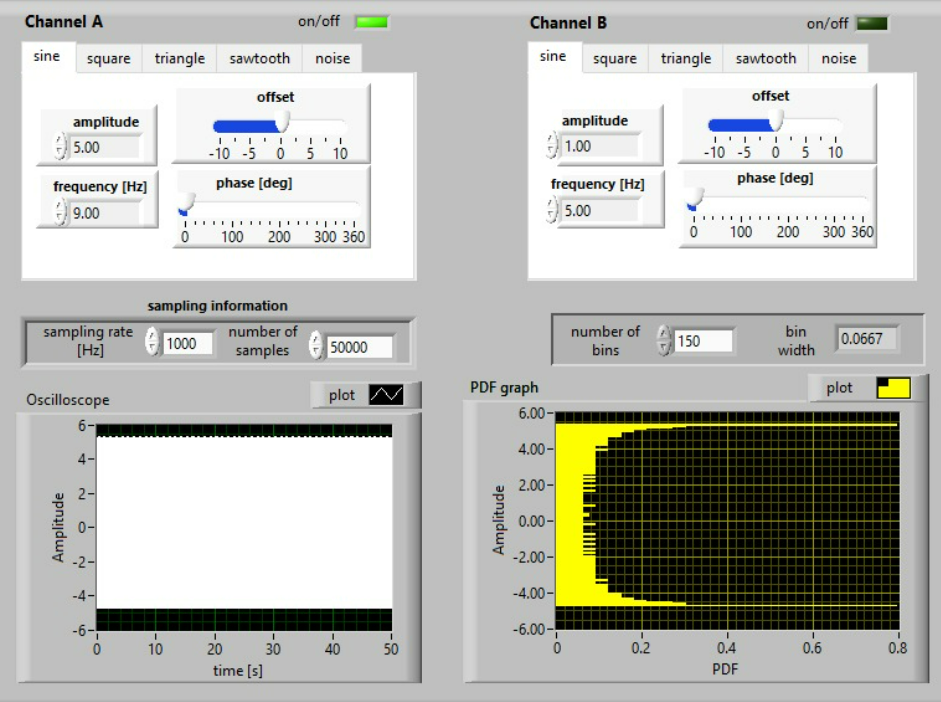 Channel A on/off
sine square triangle sawtooth noise
amplitude
5.00
frequency [Hz]
9.00
offset
-10 -5 0 5 10
phase [deg]
0 100 200 300 360
Channel B on/off
sine square triangle sawtooth noise
amplitude
1.00
frequency [Hz]
5.00
offset
-10 -5 0 5 10
phase [deg]
0 100 200 300 360
sampling information
sampling rate
[Hz]
1000
number of
samples
50000
number of
bins
150
bin
width
0.0667
Oscilloscope
plot
6
4
2
0
-2
-4
-6
Amplitude
0 10 20 30 40 50
time [s]
PDF graph
plot
6.00
4.00
2.00
0.00
-2.00
-4.00
-6.00
Amplitude
0 0.2 0.4 0.6 0.8
PDF